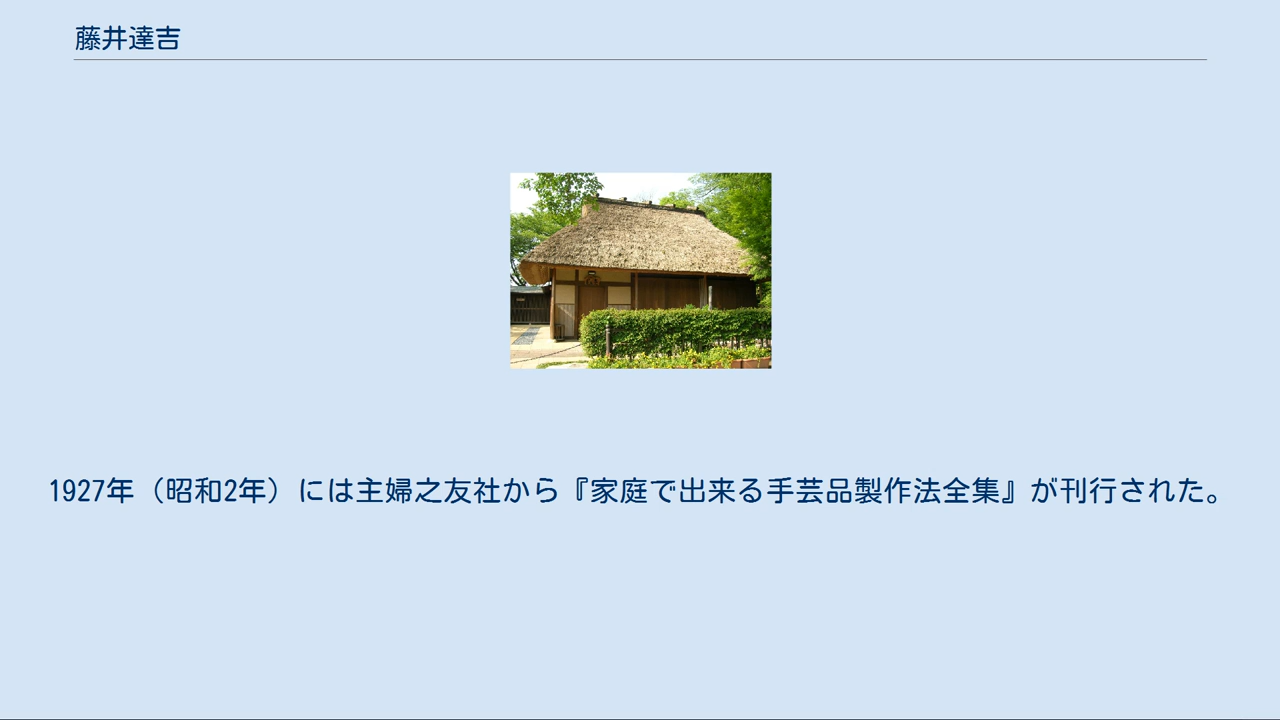 藤井達吉
1927年（昭和2年）には主婦之友社から『家庭で出来る手芸品製作法全集』が刊行された。